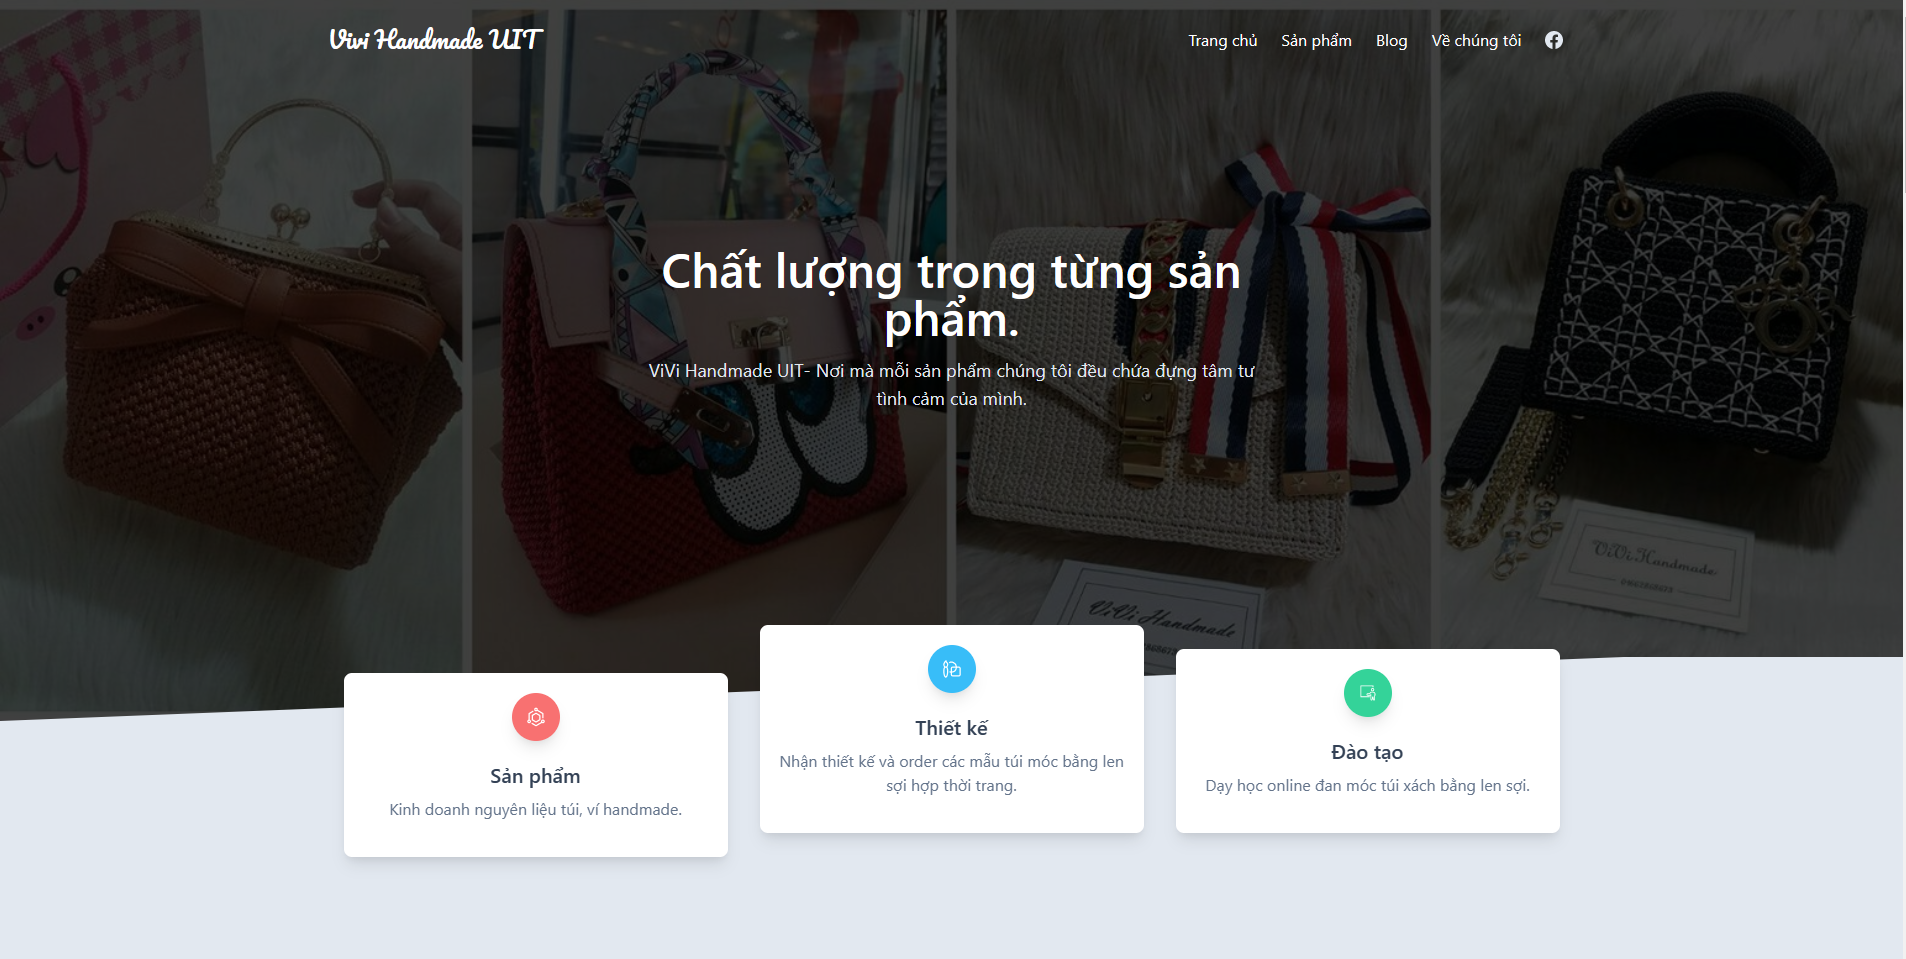 Vivi Handmade UIT
Trang chủ
Sản phẩm
Blog
Về chúng tôi
Chất lượng trong từng sản
phẩm.
ViVi Handmade UIT- Nơi mà mỗi sản phẩm chúng tôi đều chứa đựng tâm tư
tình cảm của mình.
ViVi Handmade
ViVi Handmade
Sản phẩm
Kinh doanh nguyên liệu túi, ví handmade.
Thiết kế
Nhận thiết kế và order các mẫu túi móc bằng len
sợi hợp thời trang.
Đào tạo
Dạy học online đan móc túi xách bằng len sợi.